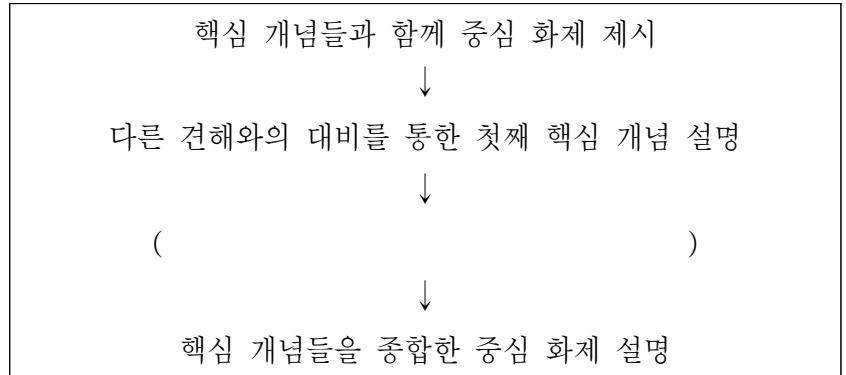 핵심 개념들과 함께 중심 화제 제시
↓
다른 견해와의 대비를 통한 첫째 핵심 개념 설명
↓
( )
↓
핵심 개념들을 종합한 중심 화제 설명